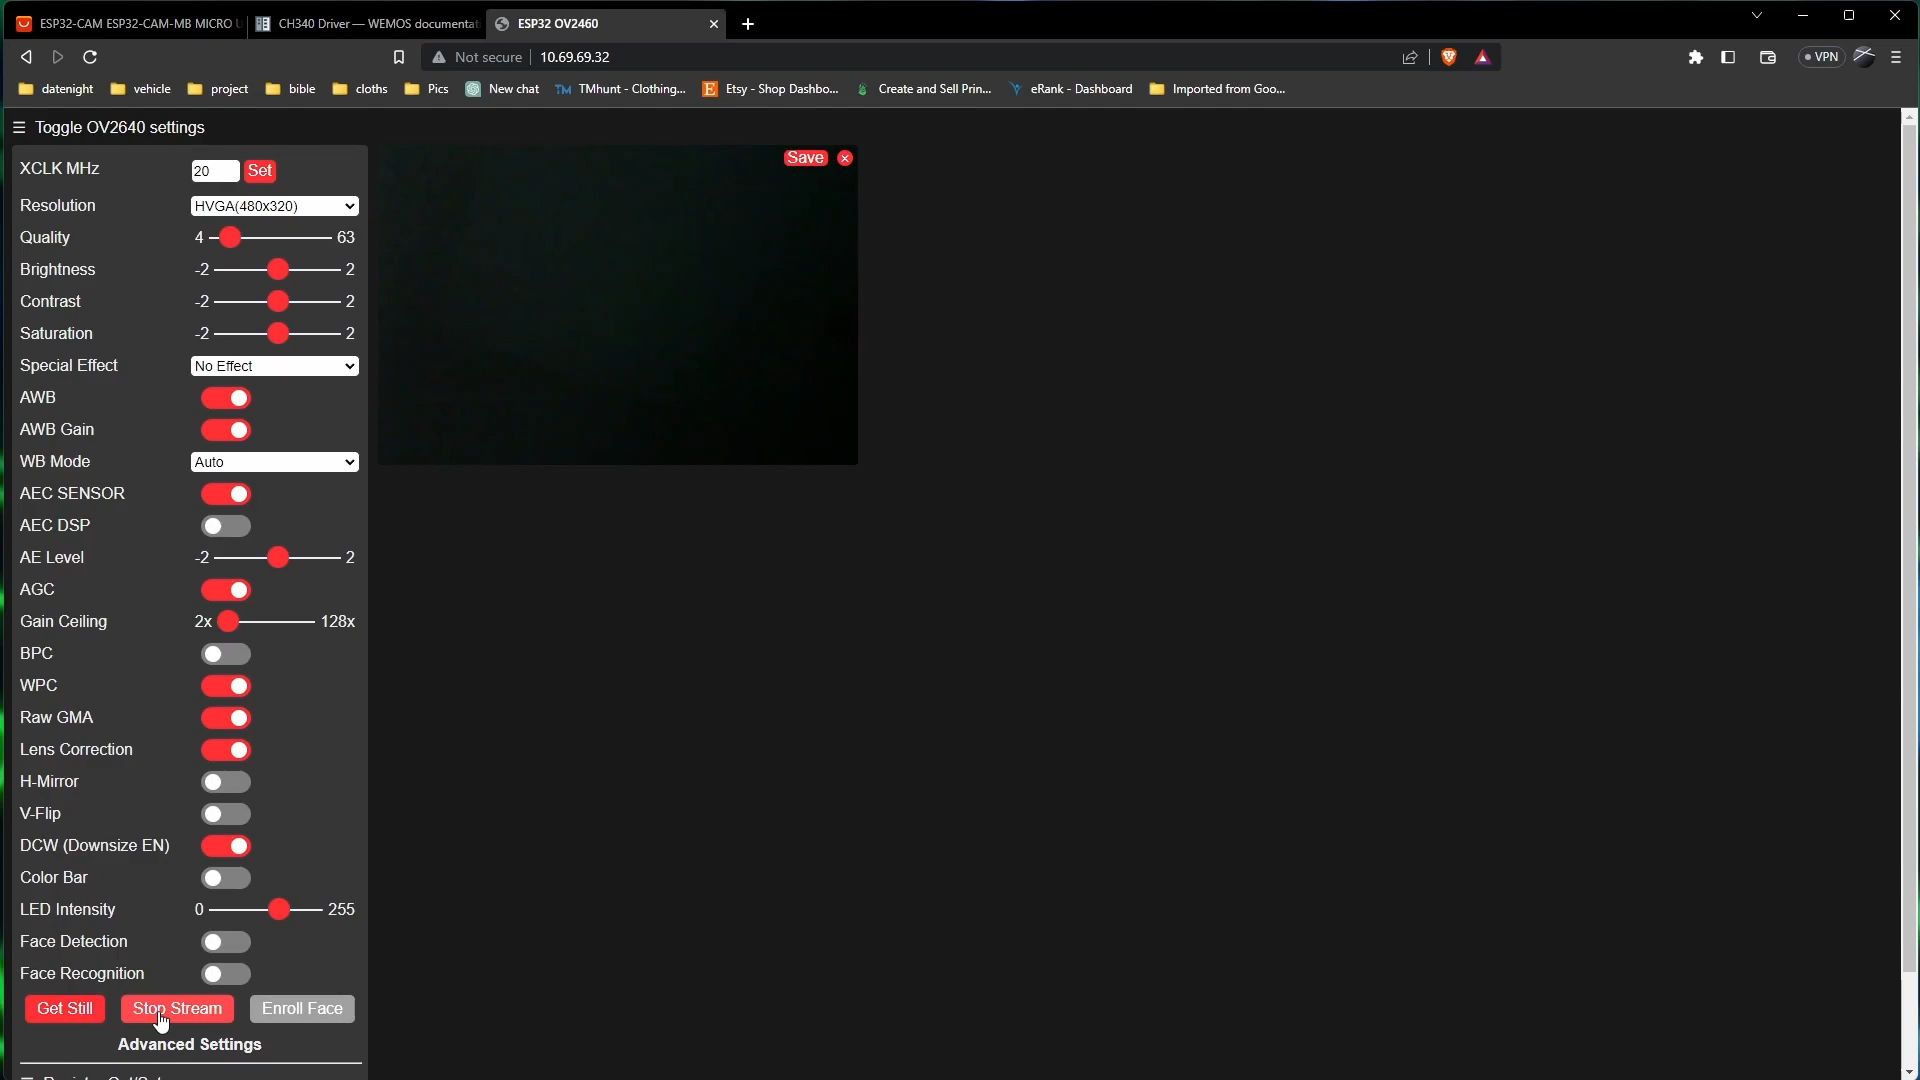 ESP32-CAM ESP32-CAM-MB MICRO U
CH340 Driver — WEMOS documentat
ESP32 OV2460
Not secure
10.69.69.32
VPN
datenight
vehicle
project
bible
cloths
Pics
New chat
TMhunt - Clothing...
Etsy - Shop Dashbo...
Create and Sell Prin...
eRank - Dashboard
Imported from Goo...
Toggle OV2640 settings
XCLK MHz 20 Set
Resolution HVGA(480x320)
Quality 4 63
Brightness -2 2
Contrast -2 2
Saturation -2 2
Special Effect No Effect
AWB
AWB Gain
WB Mode Auto
AEC SENSOR
AEC DSP
AE Level -2 2
AGC
Gain Ceiling 2x 128x
BPC
WPC
Raw GMA
Lens Correction
H-Mirror
V-Flip
DCW (Downsize EN)
Color Bar
LED Intensity 0 255
Face Detection
Face Recognition
Get Still Stop Stream Enroll Face
Advanced Settings
Save